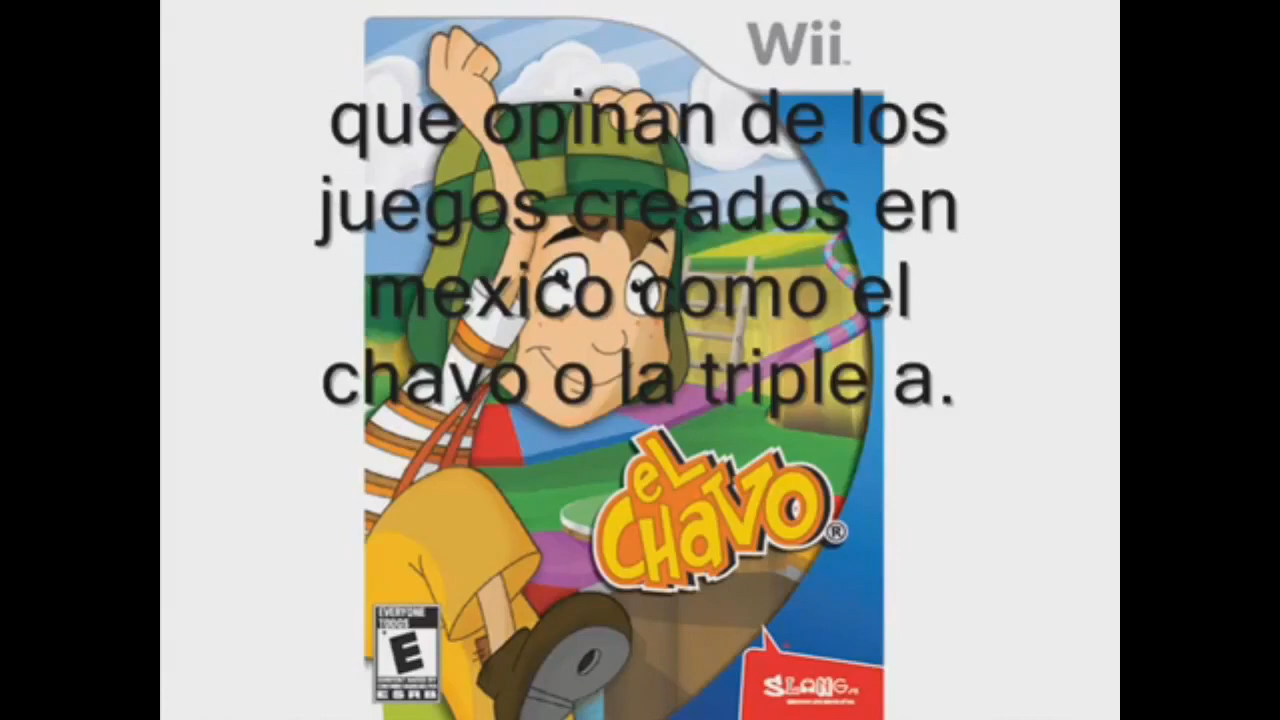 Wii
que opinan de los
juegos creados en
mexico como el
chavo o la triple a.
eL
CHavo
®
EVERYONE
TODOS
E
ESRB
SLANG